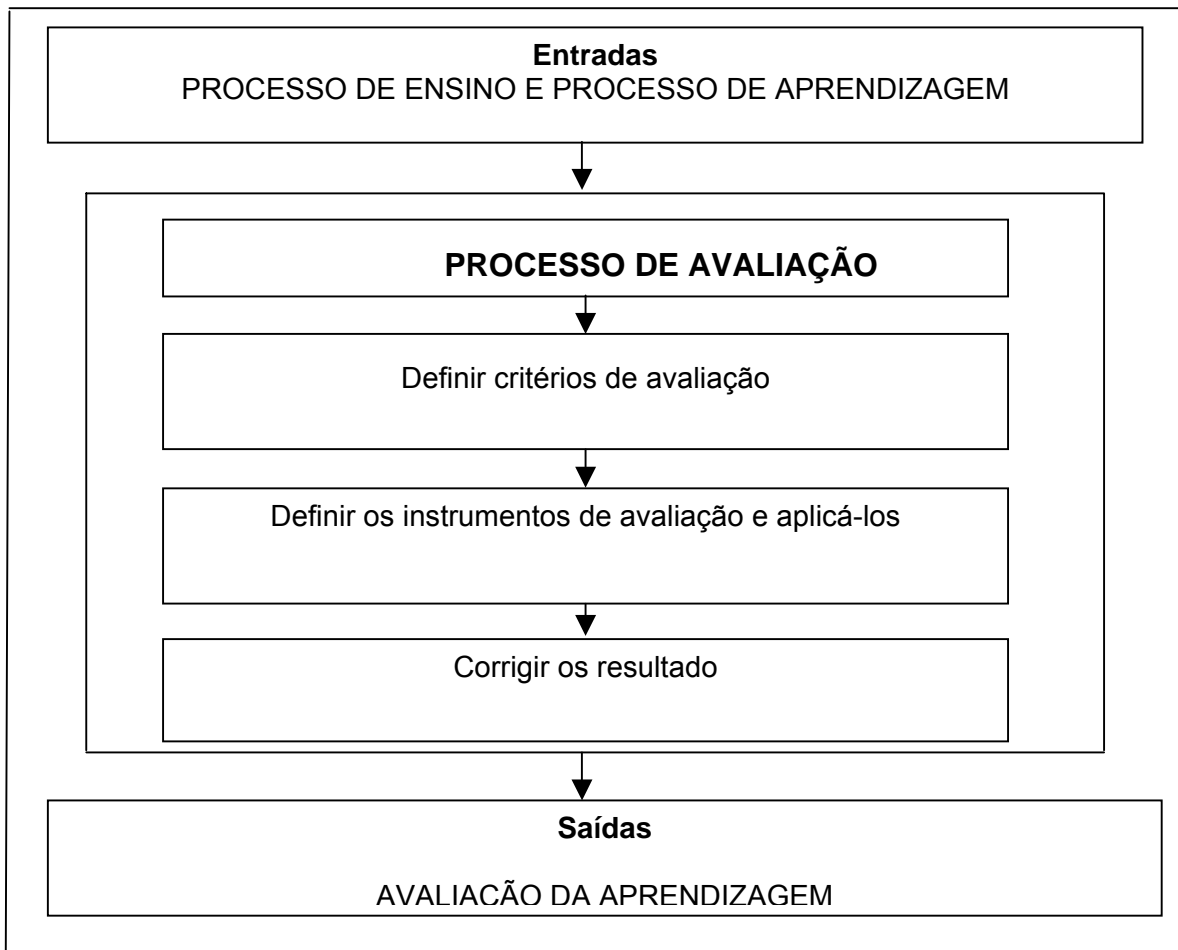 Entradas
PROCESSO DE ENSINO E PROCESSO DE APRENDIZAGEM
PROCESSO DE AVALIAÇÃO
Definir critérios de avaliação
Definir os instrumentos de avaliação e aplicá-los
Corrigir os resultado
Saídas
AVALIAÇÃO DA APRENDIZAGEM